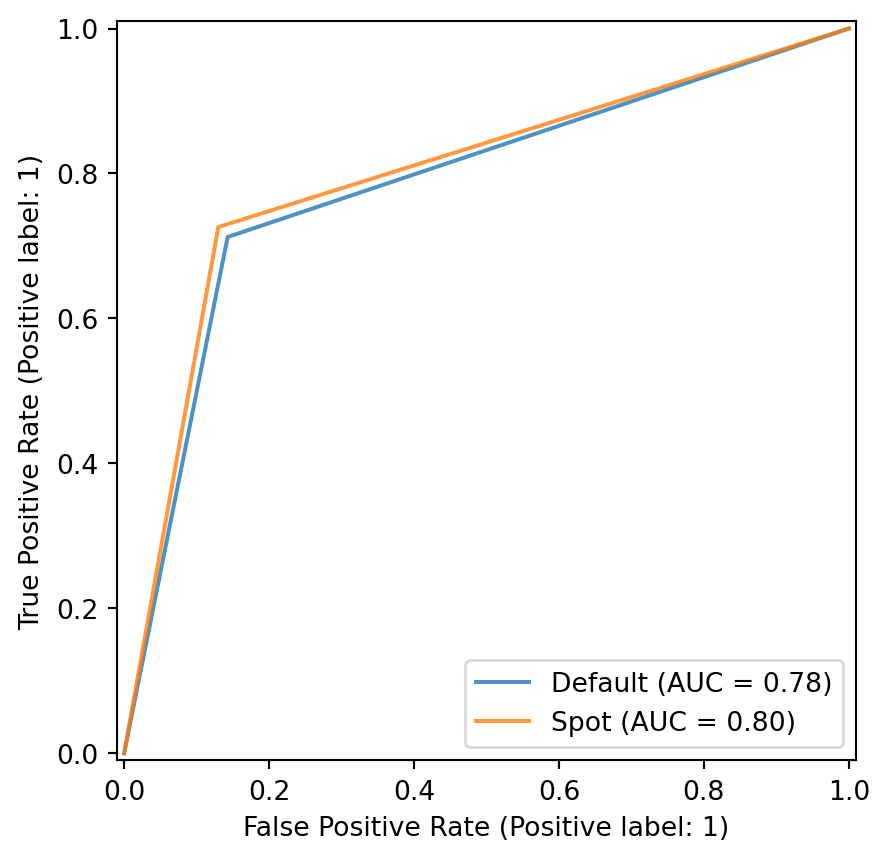 1.0
0.8
0.6
0.4
0.2
0.0
True Positive Rate (Positive label: 1)
Default (AUC = 0.78)
Spot (AUC = 0.80)
0.0 0.2 0.4 0.6 0.8 1.0
False Positive Rate (Positive label: 1)